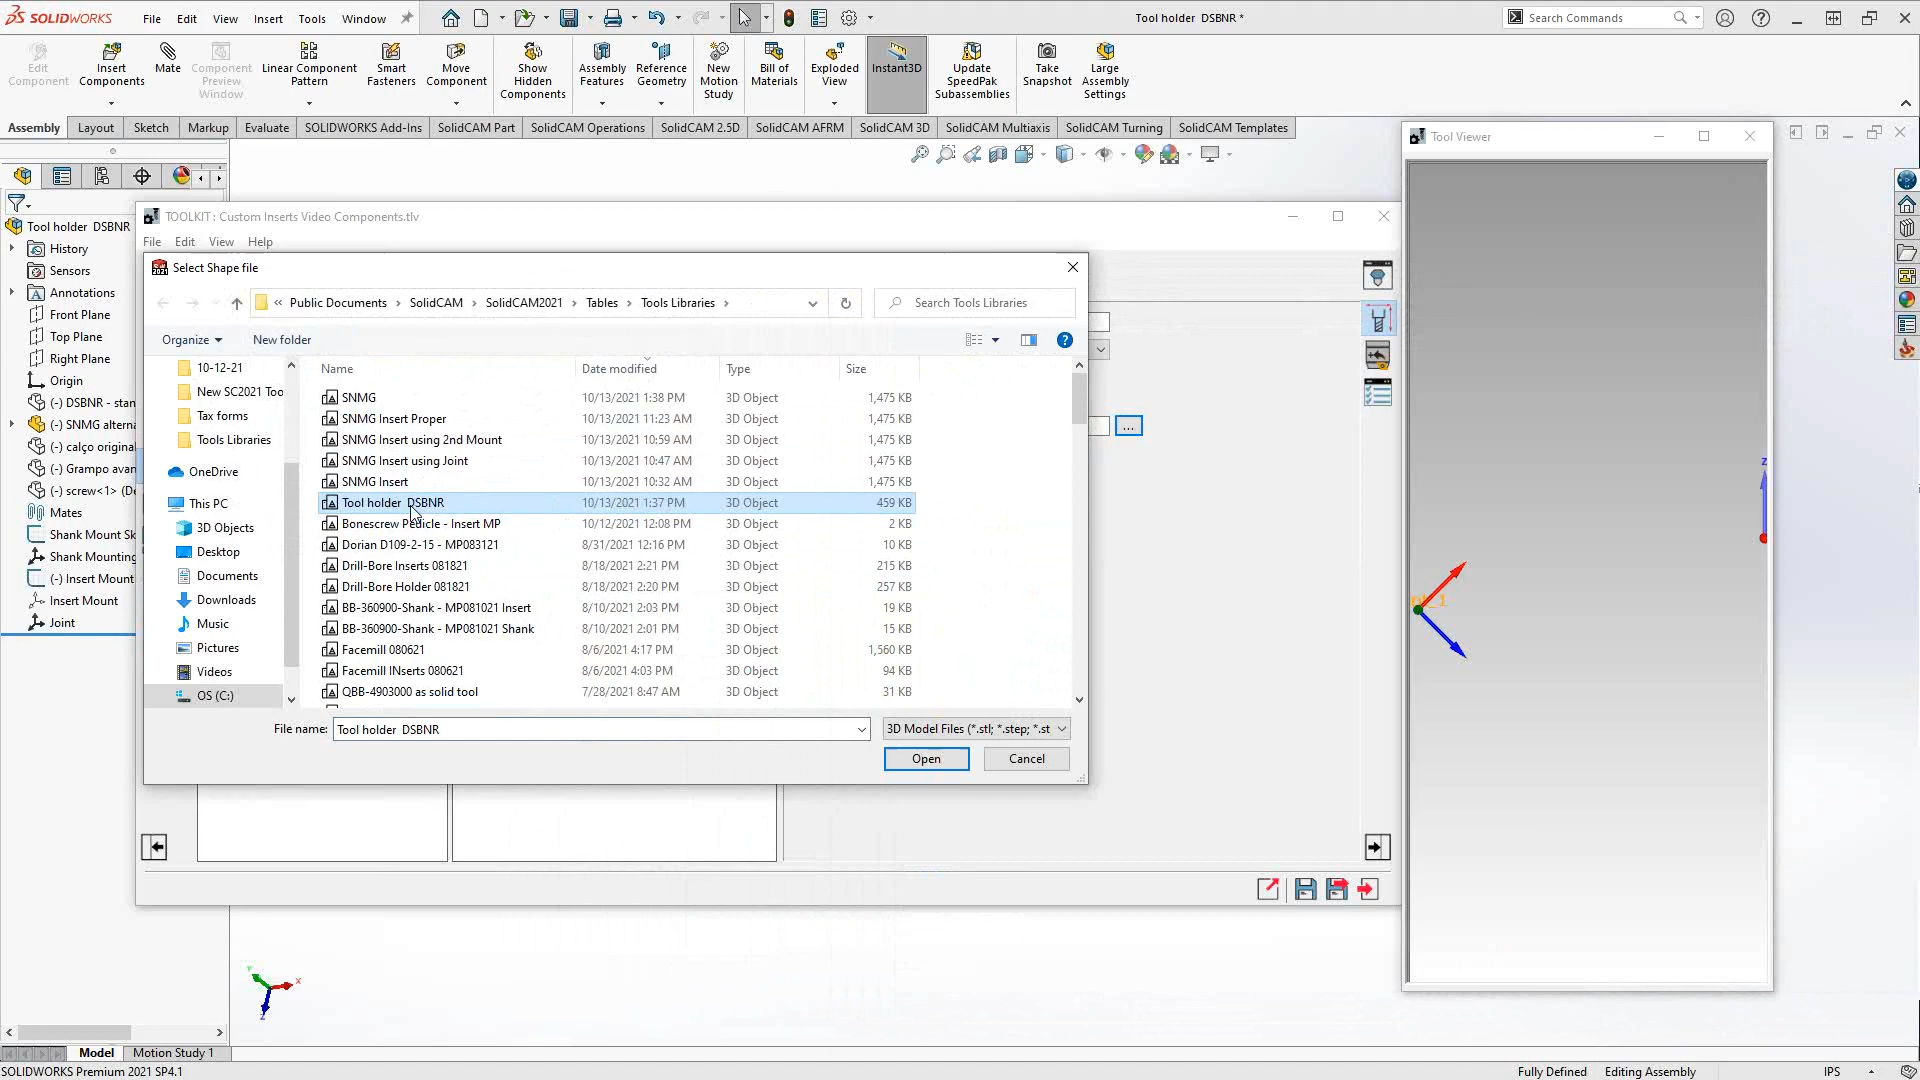 SOLIDWORKS File Edit View Insert Tools Window Tool holder DSBNR * Search Commands
Edit Component
Insert Components
Mate
Component Preview Window
Linear Component Pattern
Smart Fasteners
Move Component
Show Hidden Components
Assembly Features
Reference Geometry
New Motion Study
Bill of Materials
Exploded View
Instant3D
Update SpeedPak Subassemblies
Take Snapshot
Large Assembly Settings
Assembly Layout Sketch Markup Evaluate SOLIDWORKS Add-Ins SolidCAM Part SolidCAM Operations SolidCAM 2.5D SolidCAM AFRM SolidCAM 3D SolidCAM Multiaxis SolidCAM Turning SolidCAM Templates
Tool Viewer
Tool holder DSBNR
History
Sensors
Annotations
Front Plane
Top Plane
Right Plane
Origin
(-) DSBNR - stan
(-) SNMG alterna
(-) calço original
(-) Grampo avan
(-) screw<1> (De
Mates
Shank Mount Sk
Shank Mounting
(-) Insert Mount
Insert Mount
Joint
TOOLKIT : Custom Inserts Video Components.tlv
File Edit View Help
Select Shape file
« Public Documents › SolidCAM › SolidCAM2021 › Tables › Tools Libraries ›
Search Tools Libraries
Organize New folder
10-12-21
New SC2021 Too
Tax forms
Tools Libraries
OneDrive
This PC
3D Objects
Desktop
Documents
Downloads
Music
Pictures
Videos
OS (C:)
Name Date modified Type Size
SNMG 10/13/2021 1:38 PM 3D Object 1,475 KB
SNMG Insert Proper 10/13/2021 11:23 AM 3D Object 1,475 KB
SNMG Insert using 2nd Mount 10/13/2021 10:59 AM 3D Object 1,475 KB
SNMG Insert using Joint 10/13/2021 10:47 AM 3D Object 1,475 KB
SNMG Insert 10/13/2021 10:32 AM 3D Object 1,475 KB
Tool holder DSBNR 10/13/2021 1:37 PM 3D Object 459 KB
Bonescrew Pedicle - Insert MP 10/12/2021 12:08 PM 3D Object 2 KB
Dorian D109-2-15 - MP083121 8/31/2021 12:16 PM 3D Object 10 KB
Drill-Bore Inserts 081821 8/18/2021 2:21 PM 3D Object 215 KB
Drill-Bore Holder 081821 8/18/2021 2:20 PM 3D Object 257 KB
BB-360900-Shank - MP081021 Insert 8/10/2021 2:03 PM 3D Object 19 KB
BB-360900-Shank - MP081021 Shank 8/10/2021 2:01 PM 3D Object 15 KB
Facemill 080621 8/6/2021 4:17 PM 3D Object 1,560 KB
Facemill INserts 080621 8/6/2021 4:03 PM 3D Object 94 KB
QBB-4903000 as solid tool 7/28/2021 8:47 AM 3D Object 31 KB
File name: Tool holder DSBNR 3D Model Files (*.stl; *.step; *.st
Open Cancel
...
z
Y X Z
Model Motion Study 1
SOLIDWORKS Premium 2021 SP4.1 Fully Defined Editing Assembly IPS